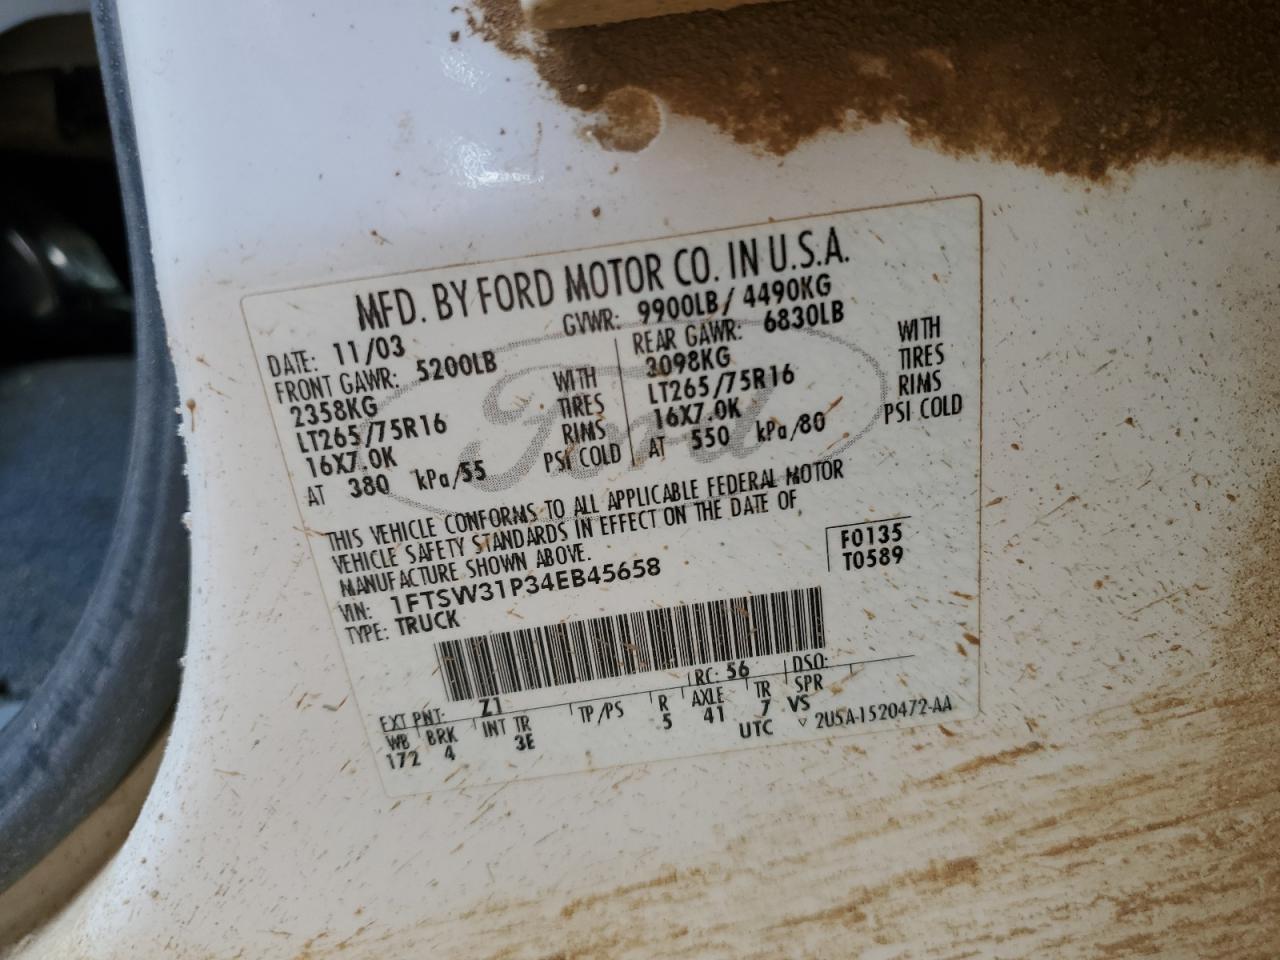 MFD. BY FORD MOTOR CO. IN U.S.A.
DATE: 11/03 GVWR: 9900LB / 4490KG
FRONT GAWR: 5200LB REAR GAWR: 6830LB
2358KG WITH 3098KG WITH
LT265/75R16 TIRES LT265/75R16 TIRES
16X7.0K RIMS 16X7.0K RIMS
AT 380 kPa/55 PSI COLD AT 550 kPa/80 PSI COLD
Ford
THIS VEHICLE CONFORMS TO ALL APPLICABLE FEDERAL MOTOR
VEHICLE SAFETY STANDARDS IN EFFECT ON THE DATE OF
MANUFACTURE SHOWN ABOVE.
VIN: 1FTSW31P34EB45658 F0135
TYPE: TRUCK T0589
EXT PNT: Z1 RC: 56 DSO:
WB BRK INT TR TP/PS R AXLE TR SPR
172 4 3E 5 41 7 VS
UTC ▽ 2U5A-1520472-AA